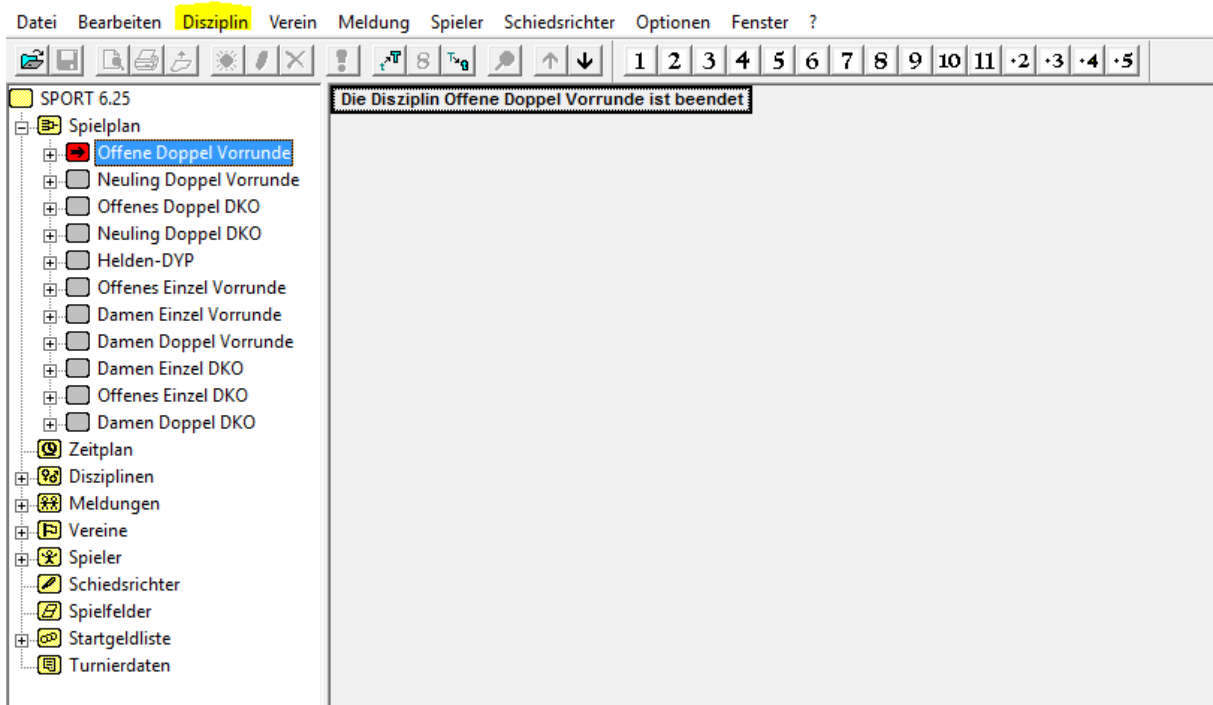 Datei Bearbeiten Disziplin Verein Meldung Spieler Schiedsrichter Optionen Fenster ?
8 1 2 3 4 5 6 7 8 9 10 11 ·2 ·3 ·4 ·5
SPORT 6.25
Die Disziplin Offene Doppel Vorrunde ist beendet
Spielplan
Offene Doppel Vorrunde
Neuling Doppel Vorrunde
Offenes Doppel DKO
Neuling Doppel DKO
Helden-DYP
Offenes Einzel Vorrunde
Damen Einzel Vorrunde
Damen Doppel Vorrunde
Damen Einzel DKO
Offenes Einzel DKO
Damen Doppel DKO
Zeitplan
Disziplinen
Meldungen
Vereine
Spieler
Schiedsrichter
Spielfelder
Startgeldliste
Turnierdaten